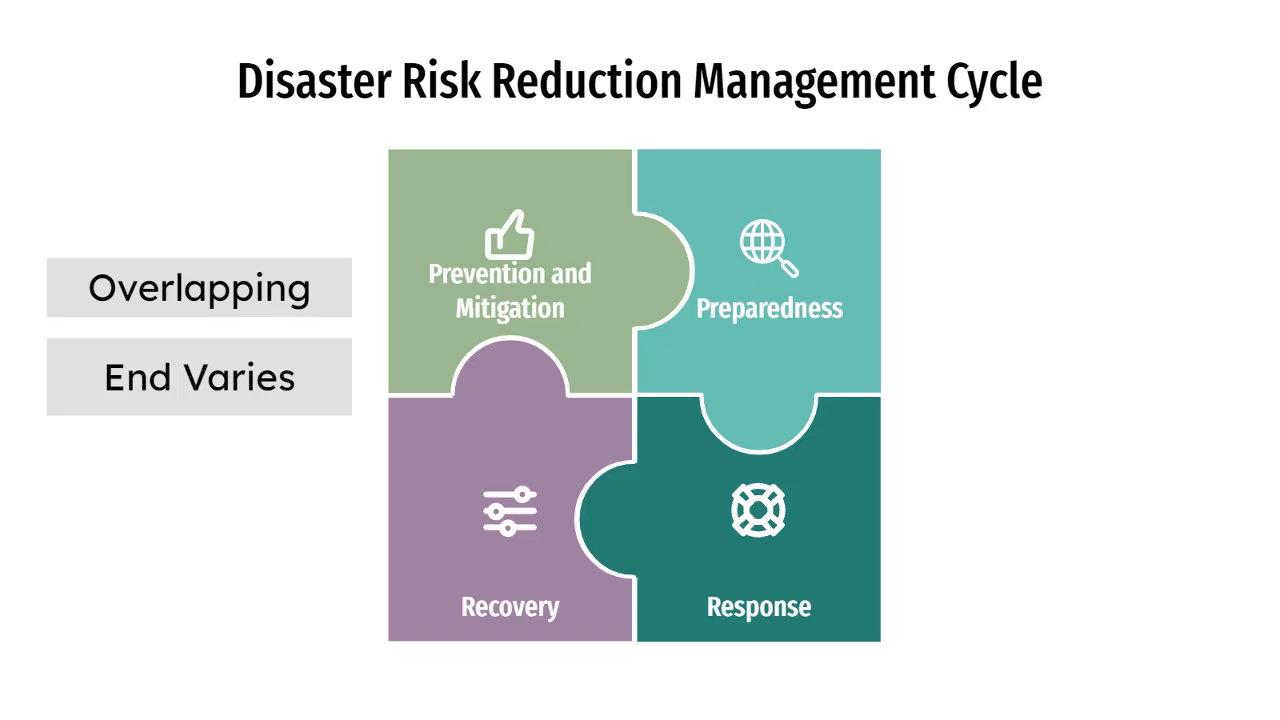 Disaster Risk Reduction Management Cycle
Overlapping
End Varies
Prevention and
Mitigation
Preparedness
Recovery
Response